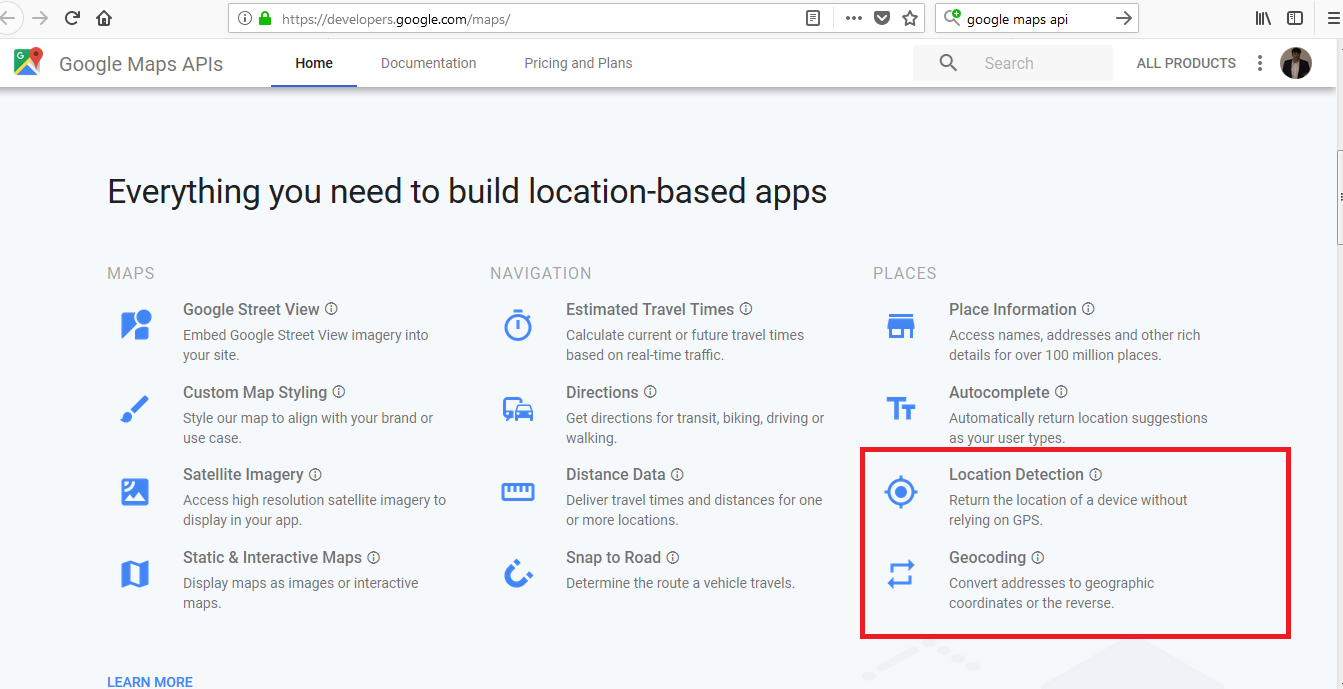 https://developers.google.com/maps/
google maps api
Google Maps APIs
Home
Documentation
Pricing and Plans
Search
ALL PRODUCTS
Everything you need to build location-based apps
MAPS
Google Street View
Embed Google Street View imagery into
your site.
Custom Map Styling
Style our map to align with your brand or
use case.
Satellite Imagery
Access high resolution satellite imagery to
display in your app.
Static & Interactive Maps
Display maps as images or interactive
maps.
NAVIGATION
Estimated Travel Times
Calculate current or future travel times
based on real-time traffic.
Directions
Get directions for transit, biking, driving or
walking.
Distance Data
Deliver travel times and distances for one
or more locations.
Snap to Road
Determine the route a vehicle travels.
PLACES
Place Information
Access names, addresses and other rich
details for over 100 million places.
Autocomplete
Automatically return location suggestions
as your user types.
Location Detection
Return the location of a device without
relying on GPS.
Geocoding
Convert addresses to geographic
coordinates or the reverse.
LEARN MORE